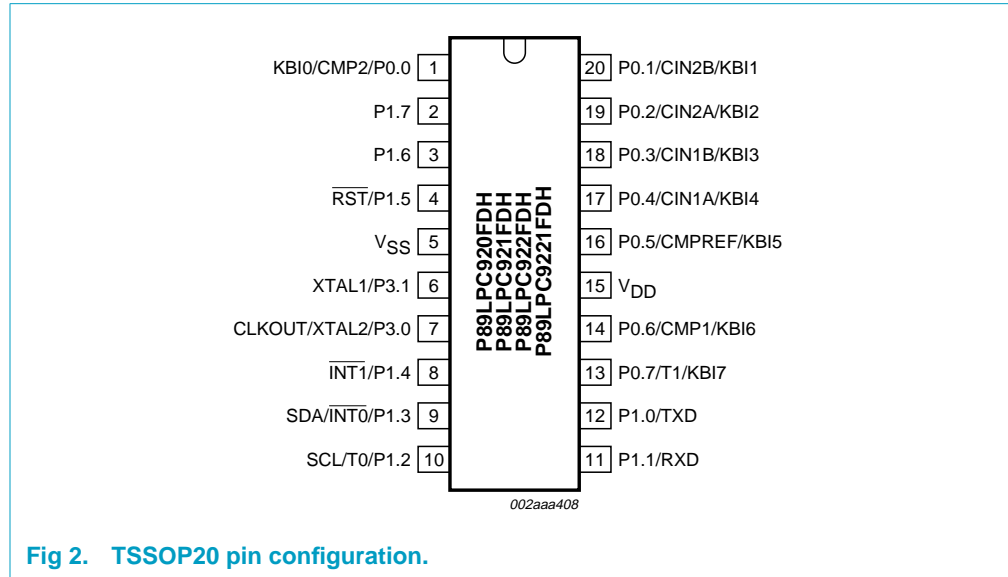 KBI0/CMP2/P0.0 1
P1.7 2
P1.6 3
R̅S̅T̅/P1.5 4
VSS 5
XTAL1/P3.1 6
CLKOUT/XTAL2/P3.0 7
I̅N̅T̅1̅/P1.4 8
SDA/I̅N̅T̅0̅/P1.3 9
SCL/T0/P1.2 10
P89LPC920FDH
P89LPC921FDH
P89LPC922FDH
P89LPC9221FDH
20 P0.1/CIN2B/KBI1
19 P0.2/CIN2A/KBI2
18 P0.3/CIN1B/KBI3
17 P0.4/CIN1A/KBI4
16 P0.5/CMPREF/KBI5
15 VDD
14 P0.6/CMP1/KBI6
13 P0.7/T1/KBI7
12 P1.0/TXD
11 P1.1/RXD
002aaa408
Fig 2. TSSOP20 pin configuration.